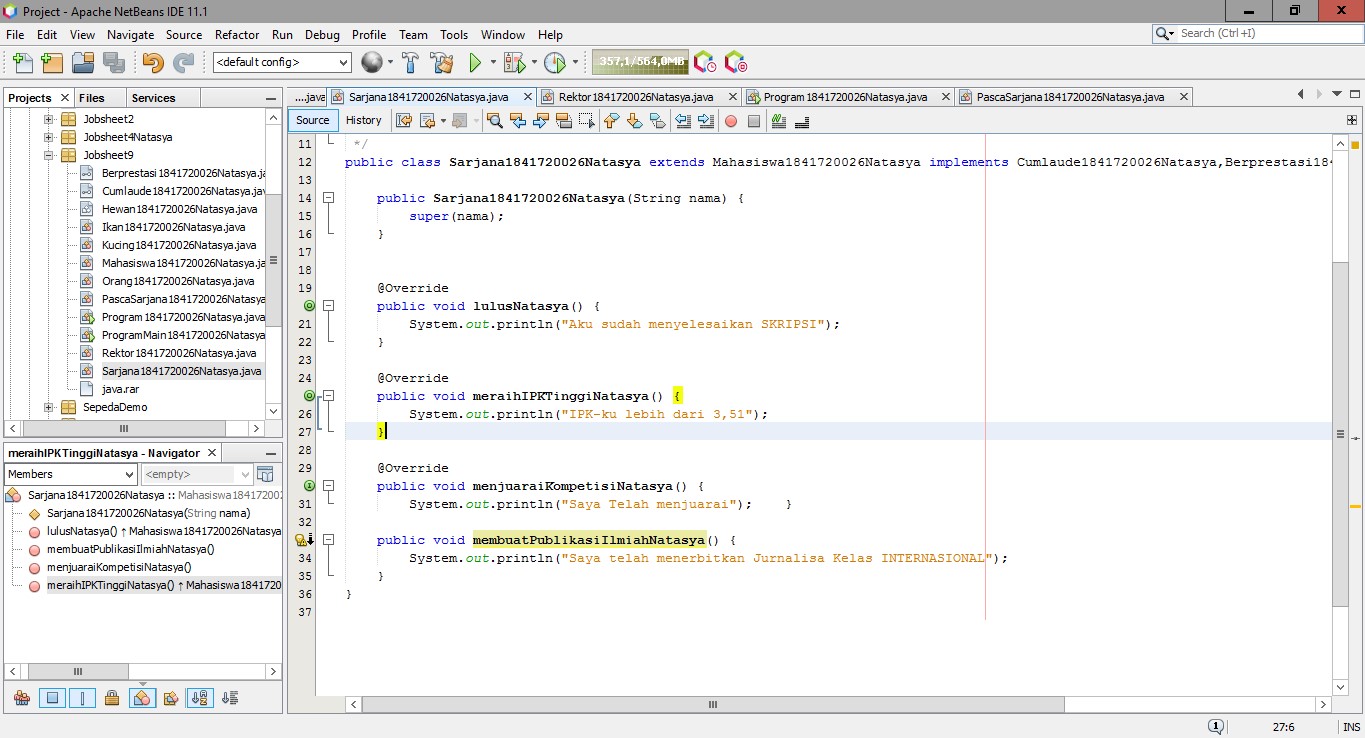 Project - Apache NetBeans IDE 11.1
File Edit View Navigate Source Refactor Run Debug Profile Team Tools Window Help
Search (Ctrl+I)
<default config>
357,1/564,0MB
Projects Files Services
Jobsheet2
Jobsheet4Natasya
Jobsheet9
Berprestasi1841720026Natasya.ja
Cumlaude1841720026Natasya.jav
Hewan1841720026Natasya.java
Ikan1841720026Natasya.java
Kucing1841720026Natasya.java
Mahasiswa1841720026Natasya.ja
Orang1841720026Natasya.java
PascaSarjana1841720026Natasya
Program1841720026Natasya.java
ProgramMain1841720026Natasya
Rektor1841720026Natasya.java
Sarjana1841720026Natasya.java
java.rar
SepedaDemo
meraihIPKTinggiNatasya - Navigator
Members <empty>
Sarjana1841720026Natasya :: Mahasiswa18417200
Sarjana1841720026Natasya(String nama)
lulusNatasya() ↑ Mahasiswa1841720026Natasya
membuatPublikasiIlmiahNatasya()
menjuaraiKompetisiNatasya()
meraihIPKTinggiNatasya() ↑ Mahasiswa1841720
....java Sarjana1841720026Natasya.java Rektor1841720026Natasya.java Program1841720026Natasya.java PascaSarjana1841720026Natasya.java
Source History
11 */
12 public class Sarjana1841720026Natasya extends Mahasiswa1841720026Natasya implements Cumlaude1841720026Natasya,Berprestasi184
13
14 public Sarjana1841720026Natasya(String nama) {
15 super(nama);
16 }
17
18
19 @Override
public void lulusNatasya() {
21 System.out.println("Aku sudah menyelesaikan SKRIPSI");
22 }
23
24 @Override
public void meraihIPKTinggiNatasya() {
26 System.out.println("IPK-ku lebih dari 3,51");
27 }
28
29 @Override
public void menjuaraiKompetisiNatasya() {
31 System.out.println("Saya Telah menjuarai"); }
32
public void membuatPublikasiIlmiahNatasya() {
34 System.out.println("Saya telah menerbitkan Jurnalisa Kelas INTERNASIONAL");
35 }
36 }
37
1 27:6 INS